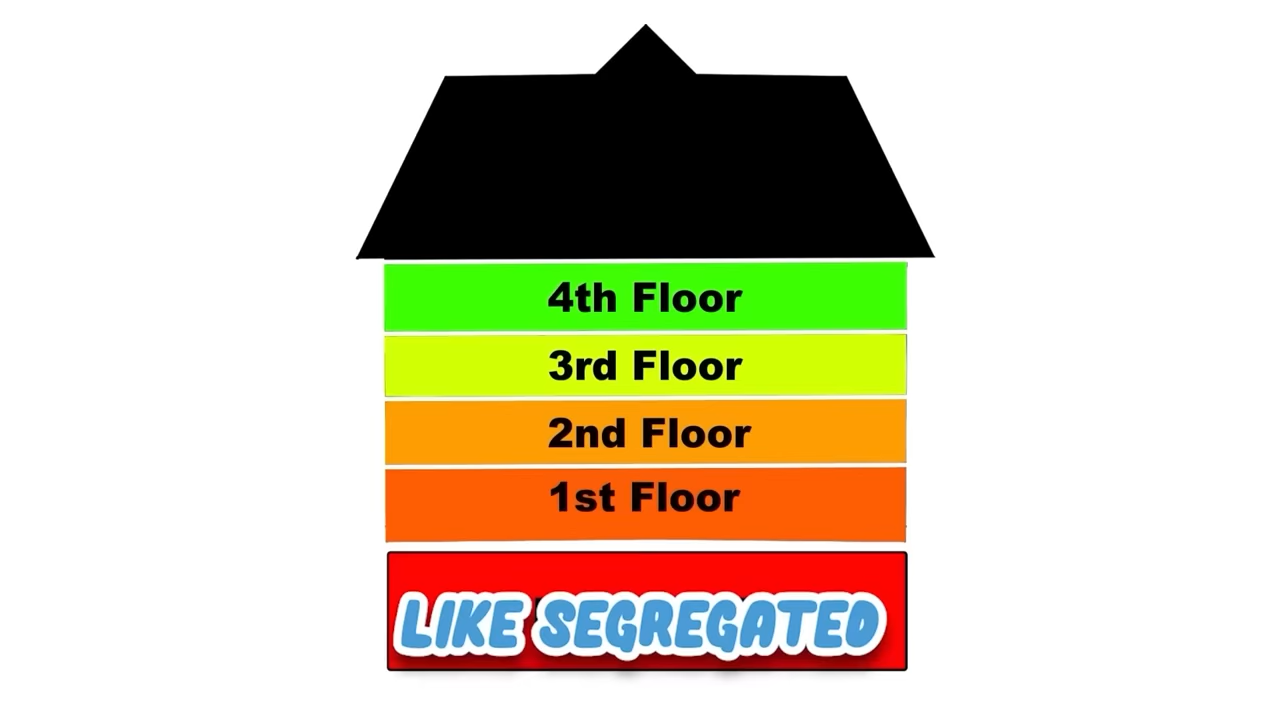 4th Floor
3rd Floor
2nd Floor
1st Floor
LIKE SEGREGATED